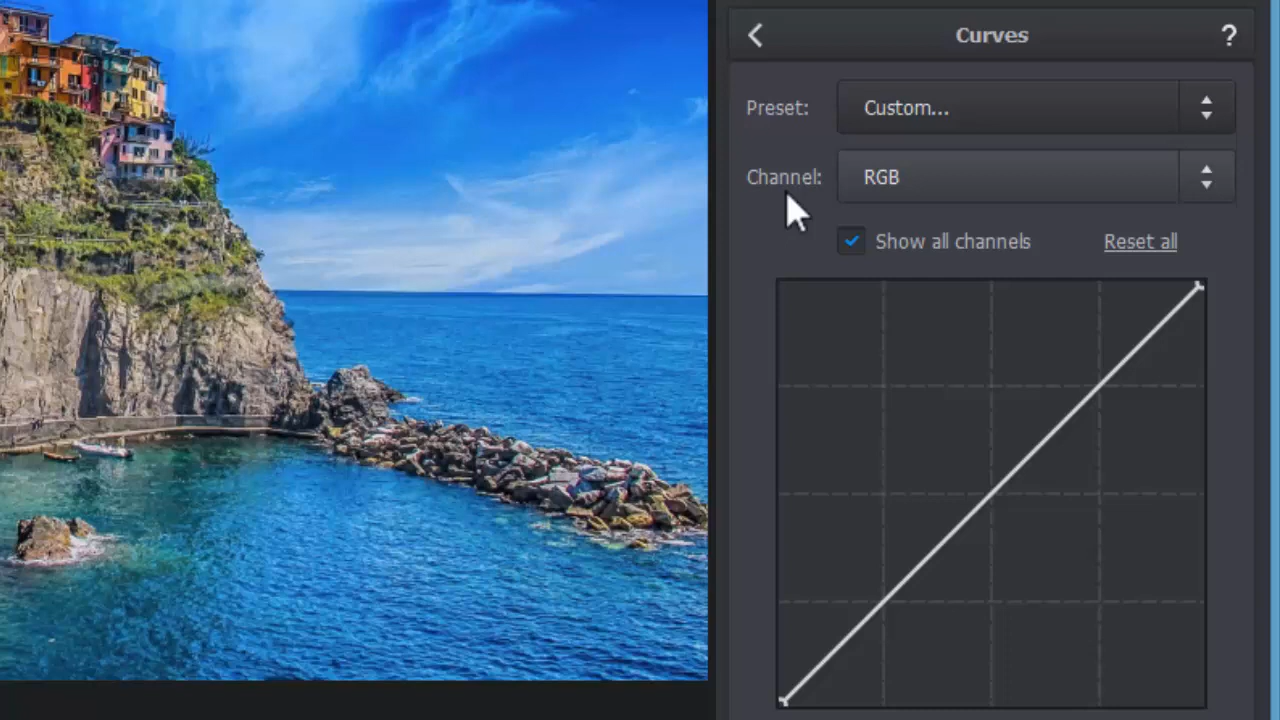 Curves ?
Preset: Custom...
Channel: RGB
Show all channels Reset all